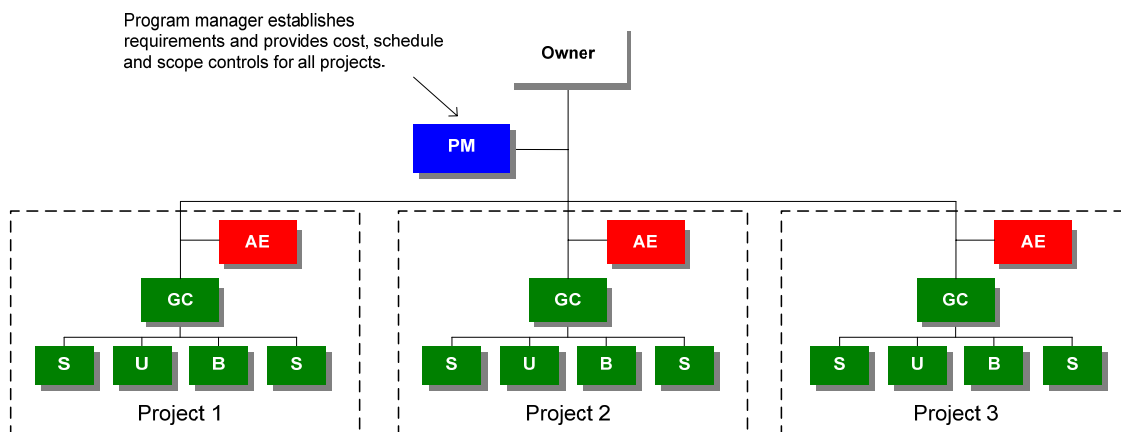 Program manager establishes
requirements and provides cost, schedule
and scope controls for all projects.
Owner
PM
AE
AE
AE
GC
GC
GC
S U B S
S U B S
S U B S
Project 1
Project 2
Project 3